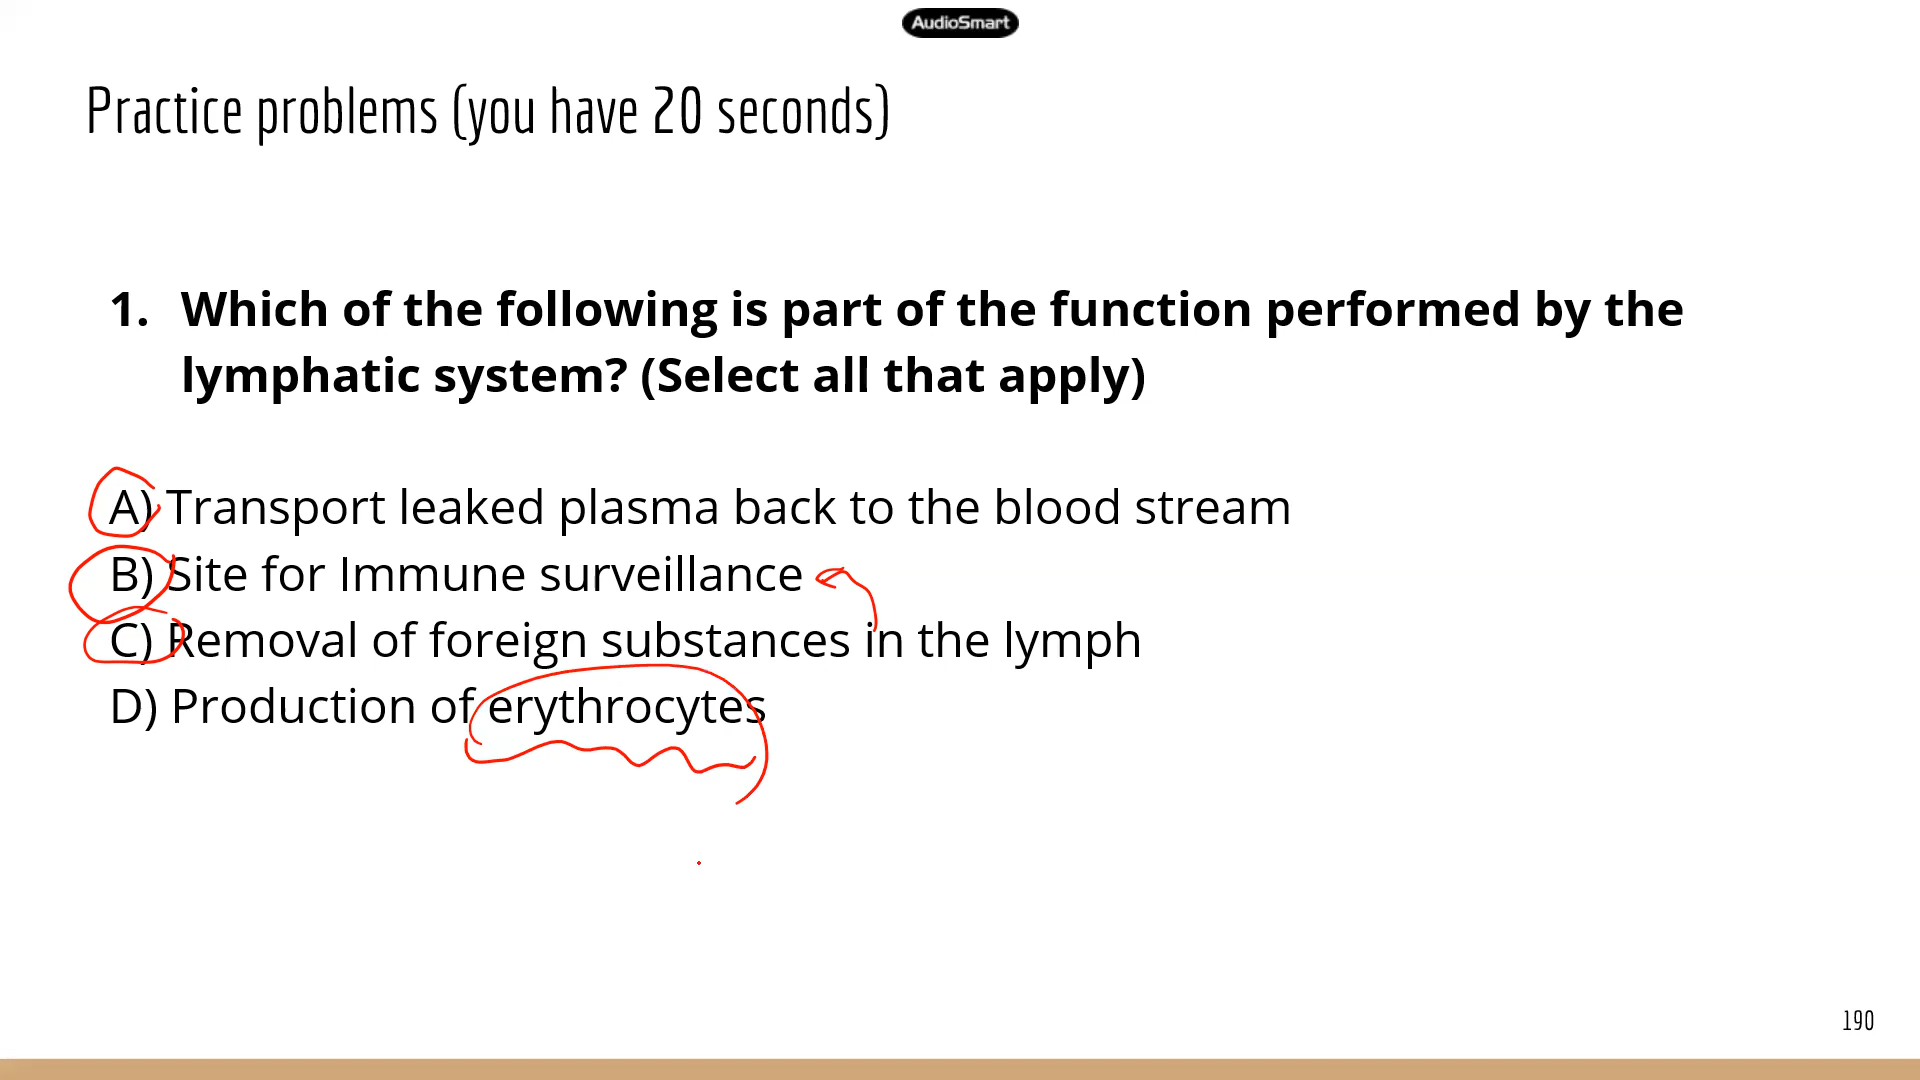 AudioSmart
Practice problems (you have 20 seconds)
1. Which of the following is part of the function performed by the
lymphatic system? (Select all that apply)
A) Transport leaked plasma back to the blood stream
B) Site for Immune surveillance
C) Removal of foreign substances in the lymph
D) Production of erythrocytes
190